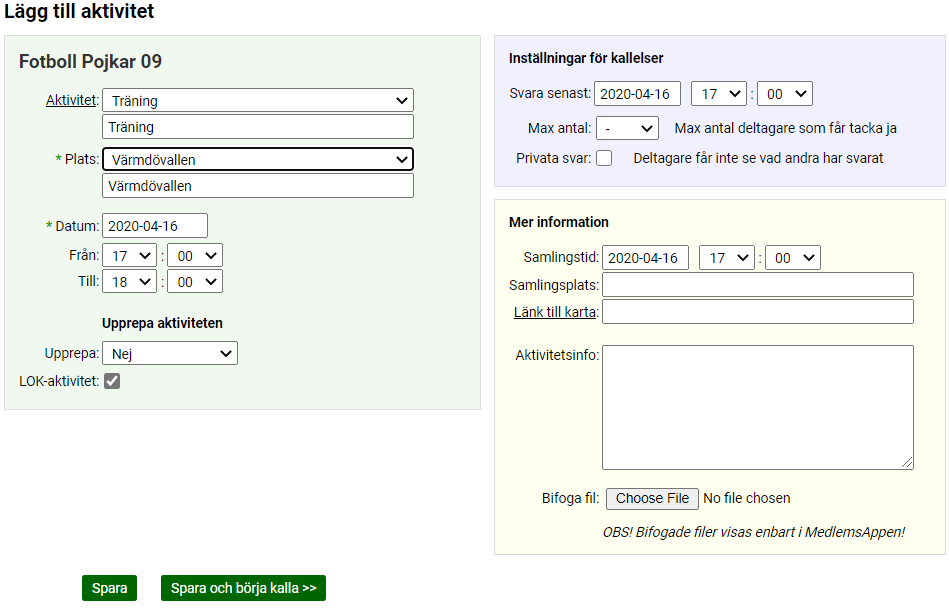 Lägg till aktivitet
Fotboll Pojkar 09
Aktivitet: Träning
Träning
* Plats: Värmdövallen
Värmdövallen
* Datum: 2020-04-16
Från: 17 : 00
Till: 18 : 00
Upprepa aktiviteten
Upprepa: Nej
LOK-aktivitet:
Inställningar för kallelser
Svara senast: 2020-04-16 17 : 00
Max antal: - Max antal deltagare som får tacka ja
Privata svar: Deltagare får inte se vad andra har svarat
Mer information
Samlingstid: 2020-04-16 17 : 00
Samlingsplats:
Länk till karta:
Aktivitetsinfo:
Bifoga fil: Choose File No file chosen
OBS! Bifogade filer visas enbart i MedlemsAppen!
Spara Spara och börja kalla >>